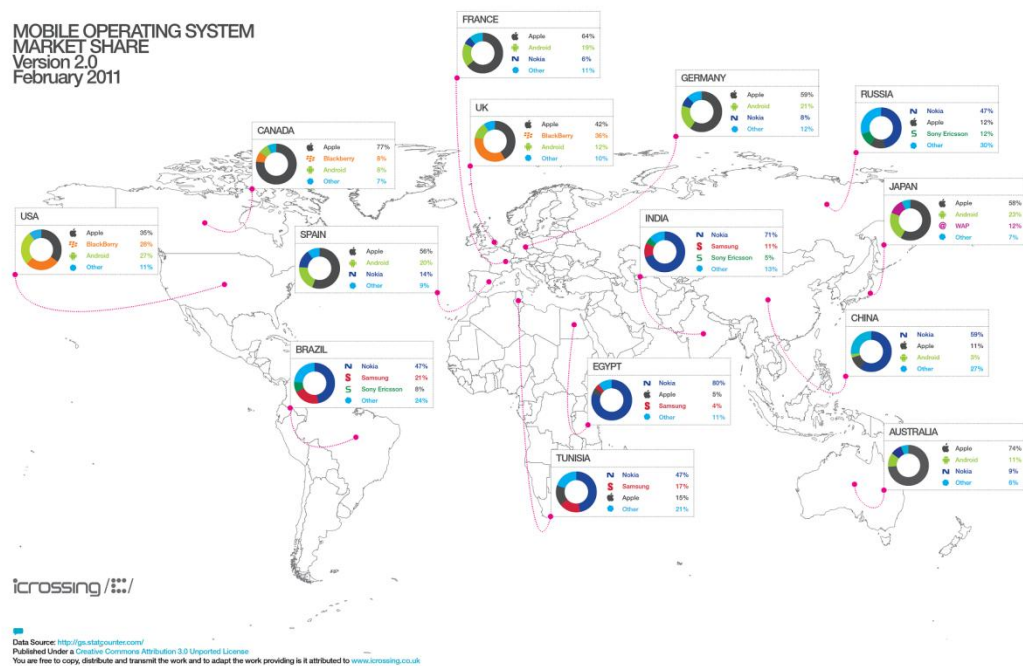 MOBILE OPERATING SYSTEM
MARKET SHARE
Version 2.0
February 2011
FRANCE
Apple 64%
Android 19%
Nokia 6%
Other 11%
GERMANY
Apple 59%
Android 21%
Nokia 8%
Other 12%
RUSSIA
Nokia 47%
Apple 12%
Sony Ericsson 12%
Other 30%
UK
Apple 42%
BlackBerry 36%
Android 12%
Other 10%
CANADA
Apple 77%
Blackberry 8%
Android 8%
Other 7%
JAPAN
Apple 58%
Android 23%
WAP 12%
Other 7%
USA
Apple 35%
BlackBerry 28%
Android 27%
Other 11%
SPAIN
Apple 56%
Android 20%
Nokia 14%
Other 9%
INDIA
Nokia 71%
Samsung 11%
Sony Ericsson 5%
Other 13%
CHINA
Nokia 59%
Apple 11%
Android 3%
Other 27%
BRAZIL
Nokia 47%
Samsung 21%
Sony Ericsson 8%
Other 24%
EGYPT
Nokia 80%
Apple 5%
Samsung 4%
Other 11%
AUSTRALIA
Apple 74%
Android 11%
Nokia 9%
Other 6%
TUNISIA
Nokia 47%
Samsung 17%
Apple 15%
Other 21%
icrossing
Data Source: http://gs.statcounter.com/
Published Under a Creative Commons Attribution 3.0 Unported License
You are free to copy, distribute and transmit the work and to adapt the work providing is it attributed to www.icrossing.co.uk